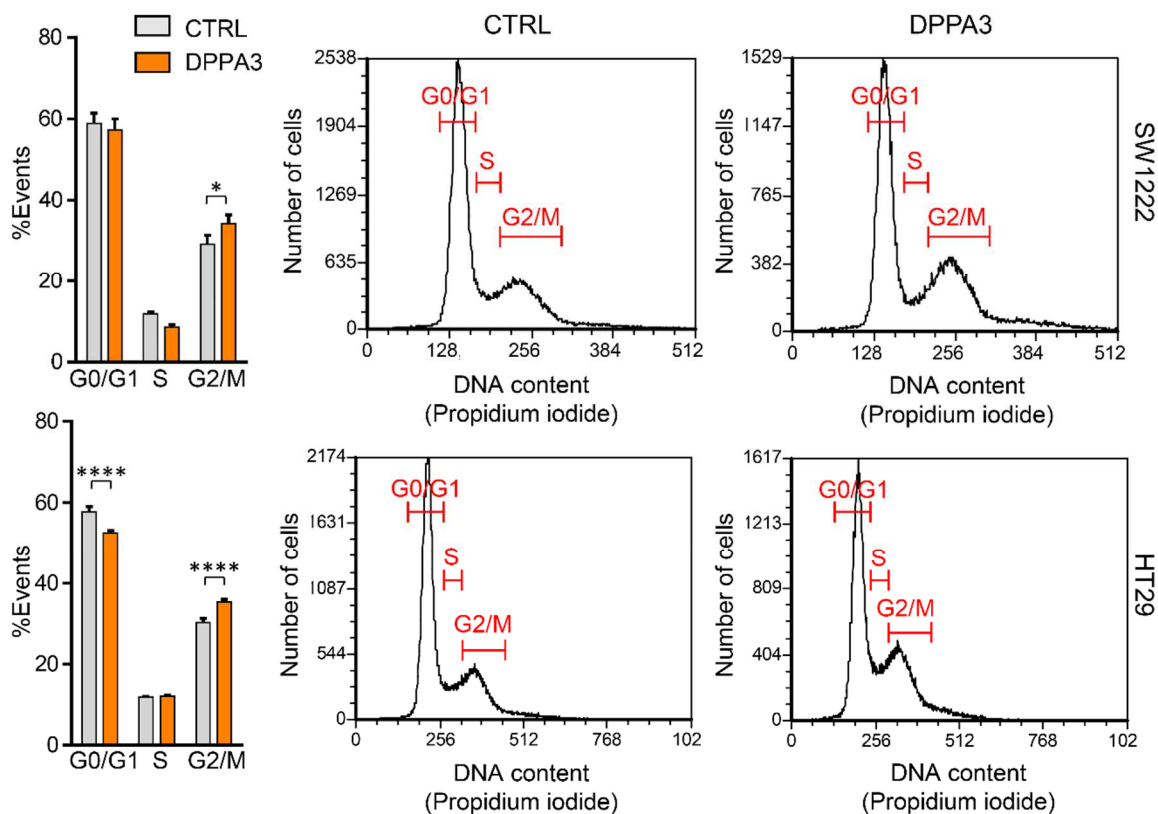 CTRL
DPPA3
80
60
40
20
0
%Events
*
G0/G1 S G2/M
CTRL
2538
1904
1269
635
0
Number of cells
G0/G1
S
G2/M
0 128 256 384 512
DNA content
(Propidium iodide)
DPPA3
1529
1147
765
382
0
Number of cells
G0/G1
S
G2/M
0 128 256 384 512
DNA content
(Propidium iodide)
SW1222
80
60
40
20
0
%Events
****
****
G0/G1 S G2/M
2174
1631
1087
544
0
Number of cells
G0/G1
S
G2/M
0 256 512 768 102
DNA content
(Propidium iodide)
1617
1213
809
404
0
Number of cells
G0/G1
S
G2/M
0 256 512 768 102
DNA content
(Propidium iodide)
HT29